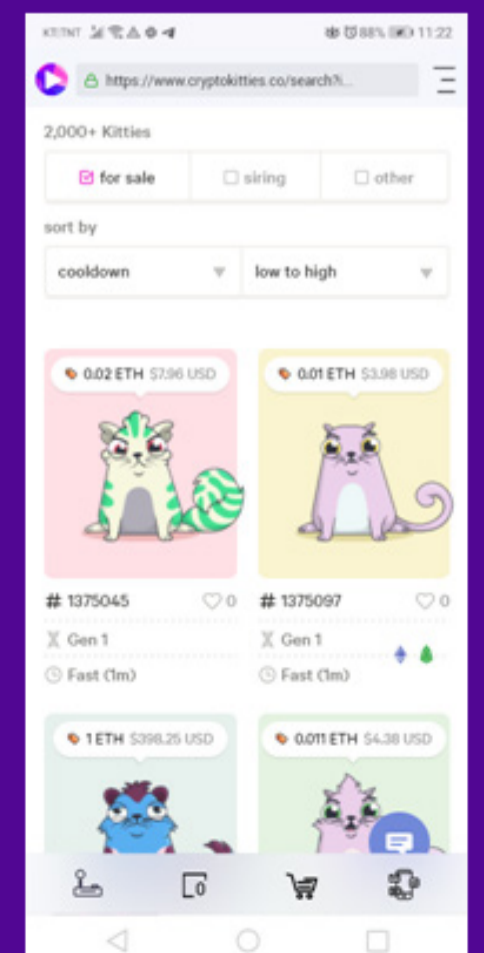 KT:TNT 88% 11:22
https://www.cryptokitties.co/search?i...
2,000+ Kitties
for sale siring other
sort by
cooldown low to high
0.02 ETH $7.96 USD 0.01 ETH $3.98 USD
# 1375045 0 # 1375097 0
Gen 1 Gen 1
Fast (1m) Fast (1m)
1 ETH $398.25 USD 0.011 ETH $4.38 USD
0